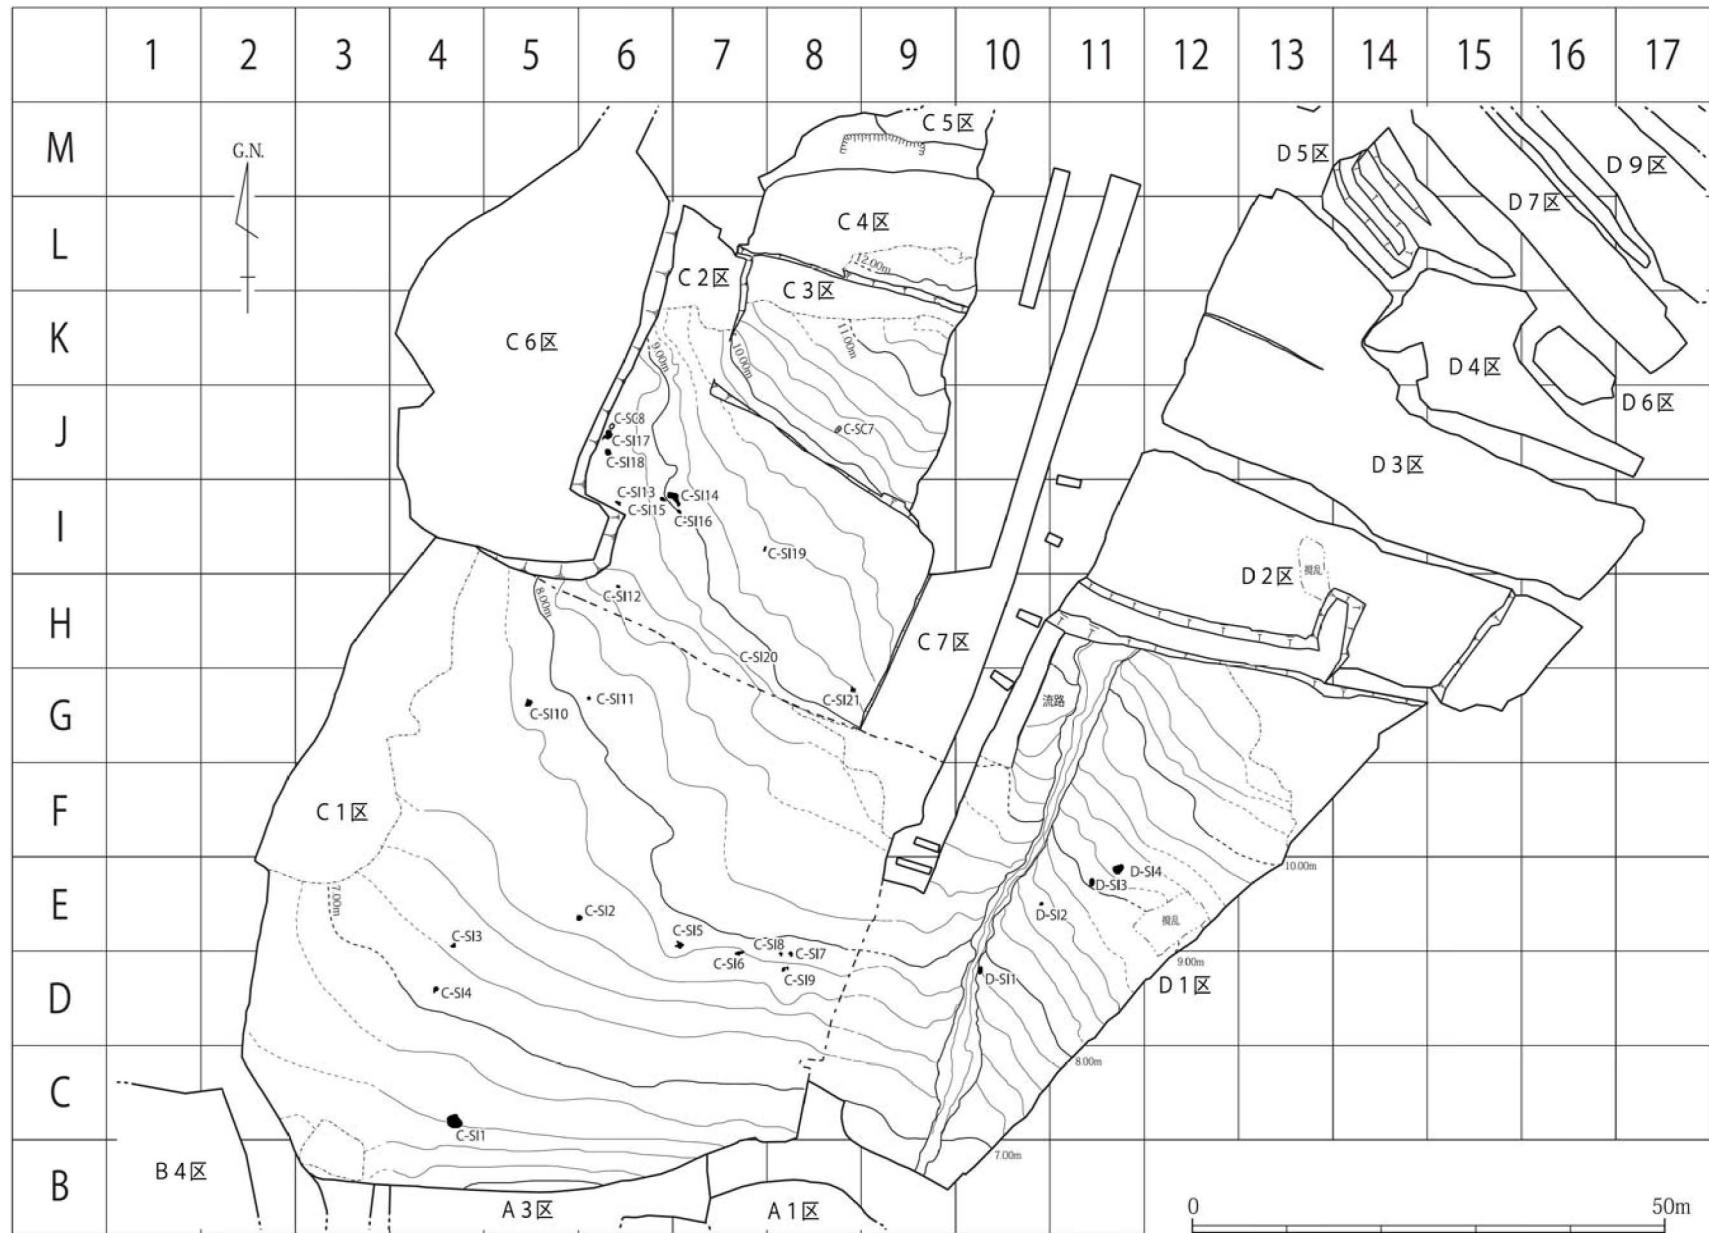 1 2 3 4 5 6 7 8 9 10 11 12 13 14 15 16 17
M
G.N.
C 5区
D 5区
D 9区
D 7区
L
C 4区
12.00m
C 2区
C 3区
K
C 6区
9.00m
10.00m
11.00m
D 4区
D 6区
J
C-SC8
C-SI17
C-SI18
C-SC7
D 3区
I
C-SI13
C-SI14
C-SI15
C-SI16
C-SI19
撹乱
D 2区
H
8.00m
C-SI12
C 7区
C-SI20
G
C-SI11
C-SI10
C-SI21
流路
F
C 1区
10.00m
E
7.00m
C-SI2
C-SI3
C-SI5
C-SI8
C-SI7
C-SI6
C-SI9
D-SI4
D-SI3
D-SI2
撹乱
9.00m
D
C-SI4
D-SI1
D 1区
8.00m
C
C-SI1
7.00m
B
B 4区
A 3区
A 1区
0 50m